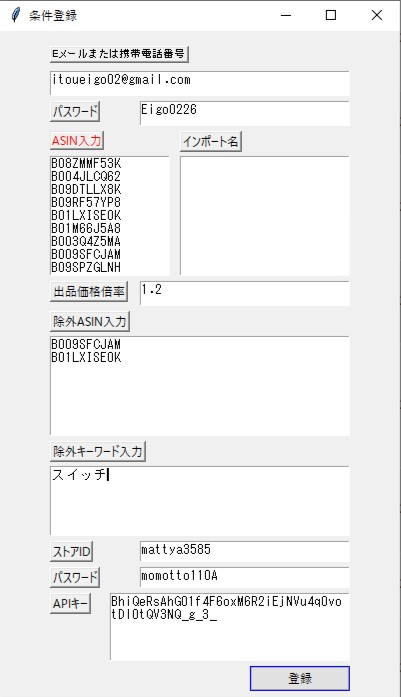 条件登録
Eメールまたは携帯電話番号
itoueigo02@gmail.com
パスワード
Eigo0226
ASIN入力
インポート名
B08ZMMF53K
B004JLCQ62
B09DTLLX8K
B09RF57YP8
B01LXISEOK
B01M66J5A8
B003Q4Z5MA
B009SFCJAM
B09SPZGLNH
出品価格倍率
1.2
除外ASIN入力
B009SFCJAM
B01LXISEOK
除外キーワード入力
スイッチ
ストアID
mattya3585
パスワード
momotto110A
APIキー
BhiQeRsAhG01f4F6oxM6R2iEjNVu4q0vo
tDI0tQV3NQ_g_3_
登録